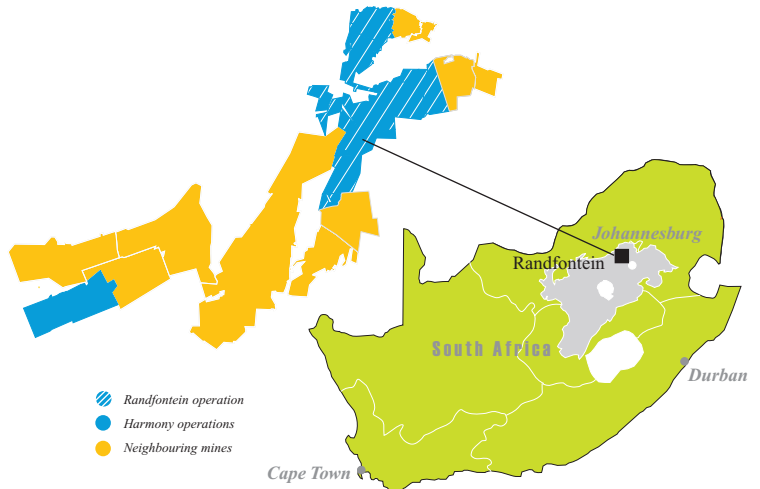 Johannesburg
Randfontein
South Africa
Durban
Randfontein operation
Harmony operations
Neighbouring mines
Cape Town